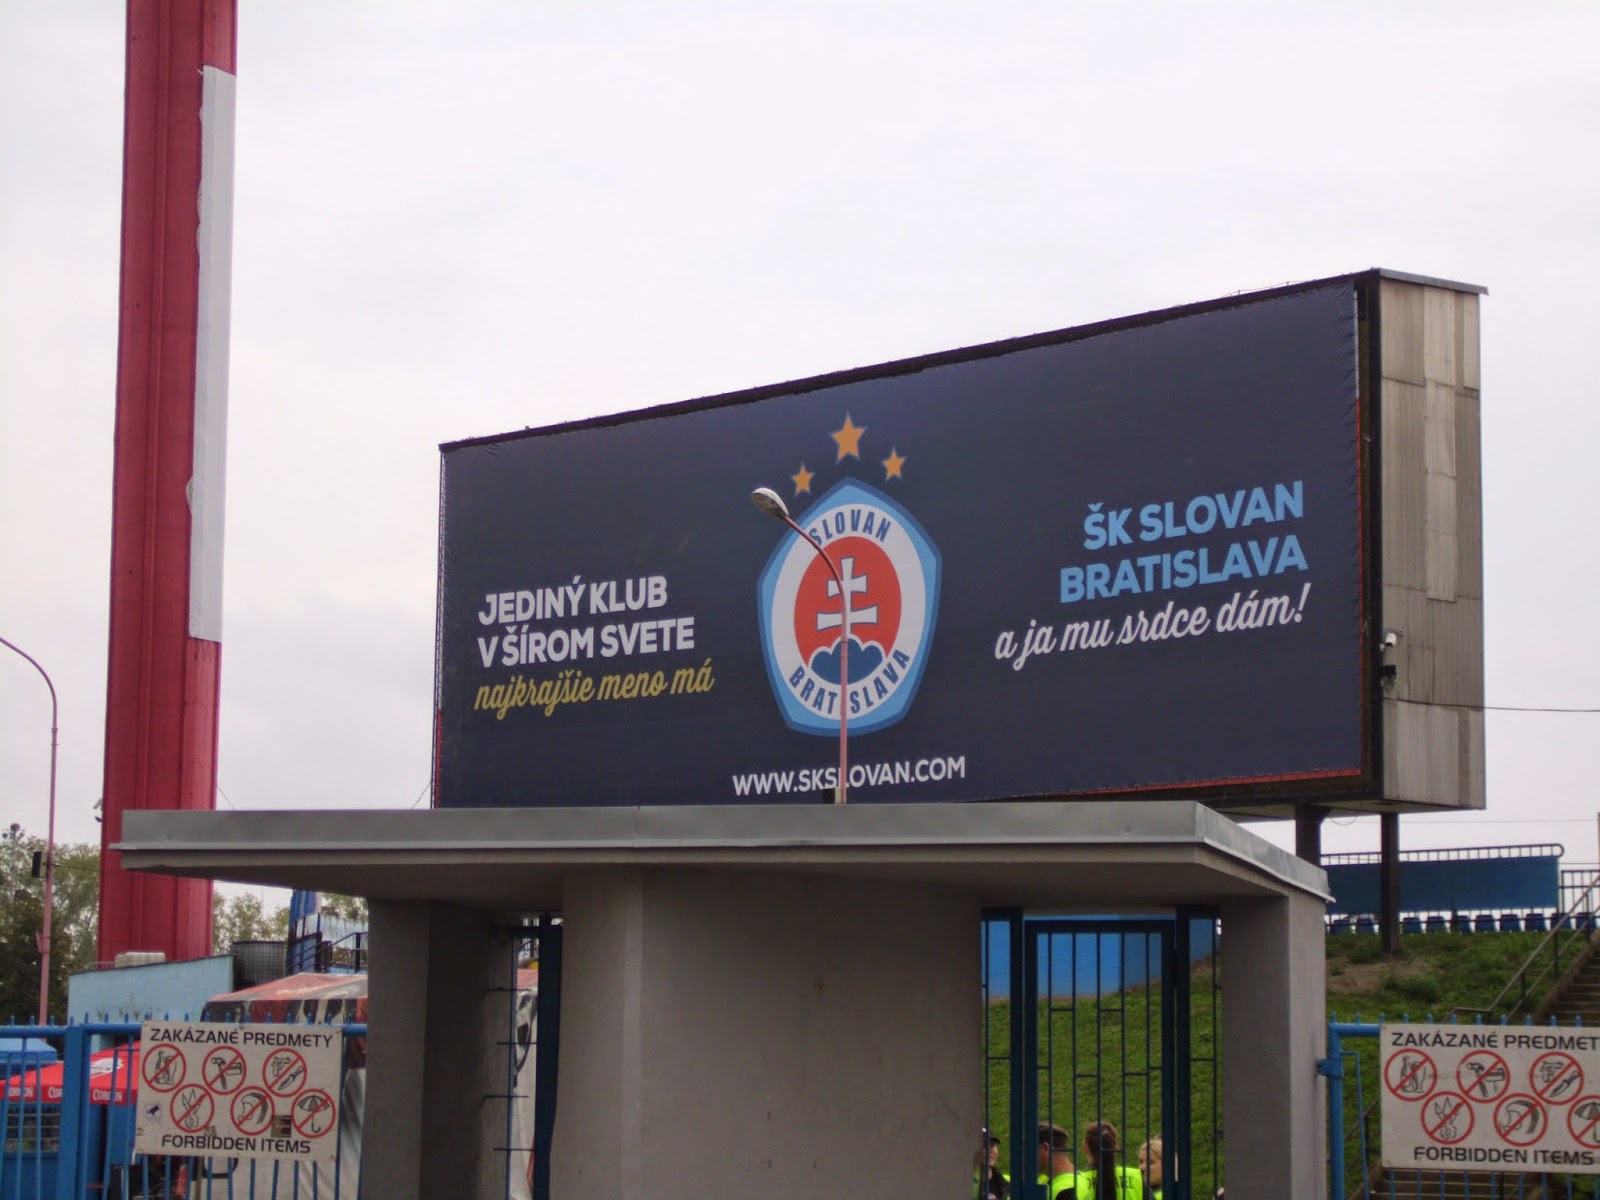 JEDINÝ KLUB
V ŠÍROM SVETE
najkrajšie meno má
SLOVAN
BRATISLAVA
ŠK SLOVAN
BRATISLAVA
a ja mu srdce dám!
WWW.SKSLOVAN.COM
ZAKÁZANÉ PREDMETY
FORBIDDEN ITEMS
ZAKÁZANÉ PREDMETY
FORBIDDEN ITEMS